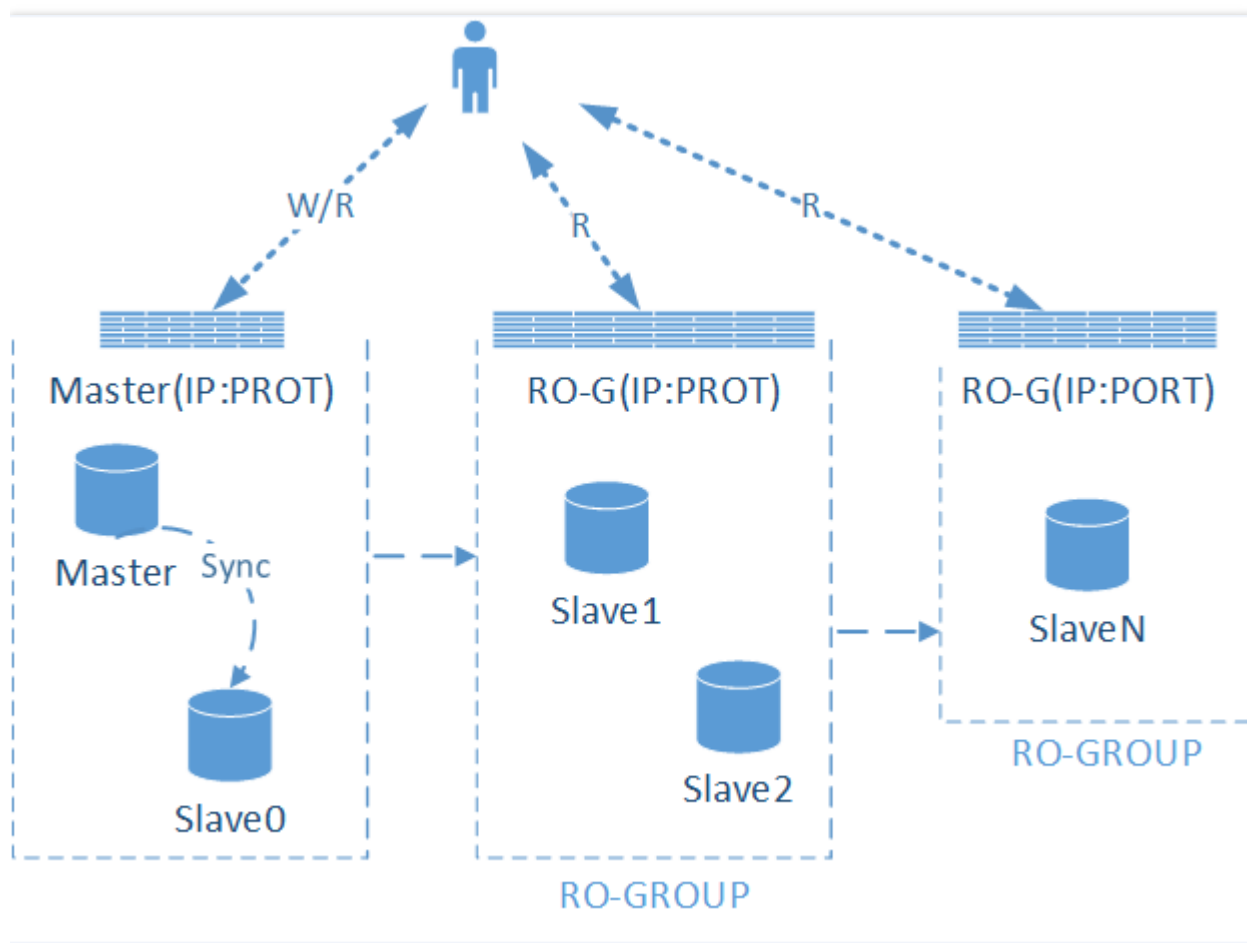 W/R
R
R
Master(IP:PROT)
RO-G(IP:PROT)
RO-G(IP:PORT)
Master
Sync
Slave0
Slave1
Slave2
SlaveN
RO-GROUP
RO-GROUP